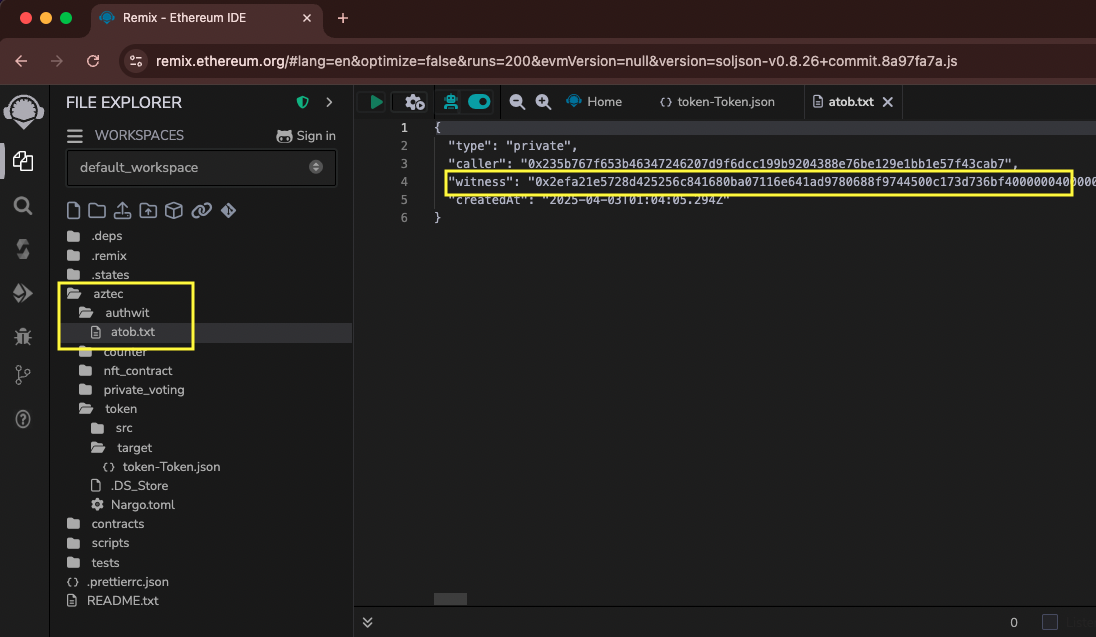 Remix - Ethereum IDE
remix.ethereum.org/#lang=en&optimize=false&runs=200&evmVersion=null&version=soljson-v0.8.26+commit.8a97fa7a.js
FILE EXPLORER
Home
token-Token.json
atob.txt
WORKSPACES
Sign in
default_workspace
.deps
.remix
.states
aztec
authwit
atob.txt
counter
nft_contract
private_voting
token
src
target
token-Token.json
.DS_Store
Nargo.toml
contracts
scripts
tests
.prettierrc.json
README.txt
1 {
2 "type": "private",
3 "caller": "0x235b767f653b46347246207d9f6dcc199b9204388e76be129e1bb1e57f43cab7",
4 "witness": "0x2efa21e5728d425256c841680ba07116e641ad9780688f9744500c173d736bf400000040000000
5 "createdAt": "2025-04-03T01:04:05.294Z"
6 }
0